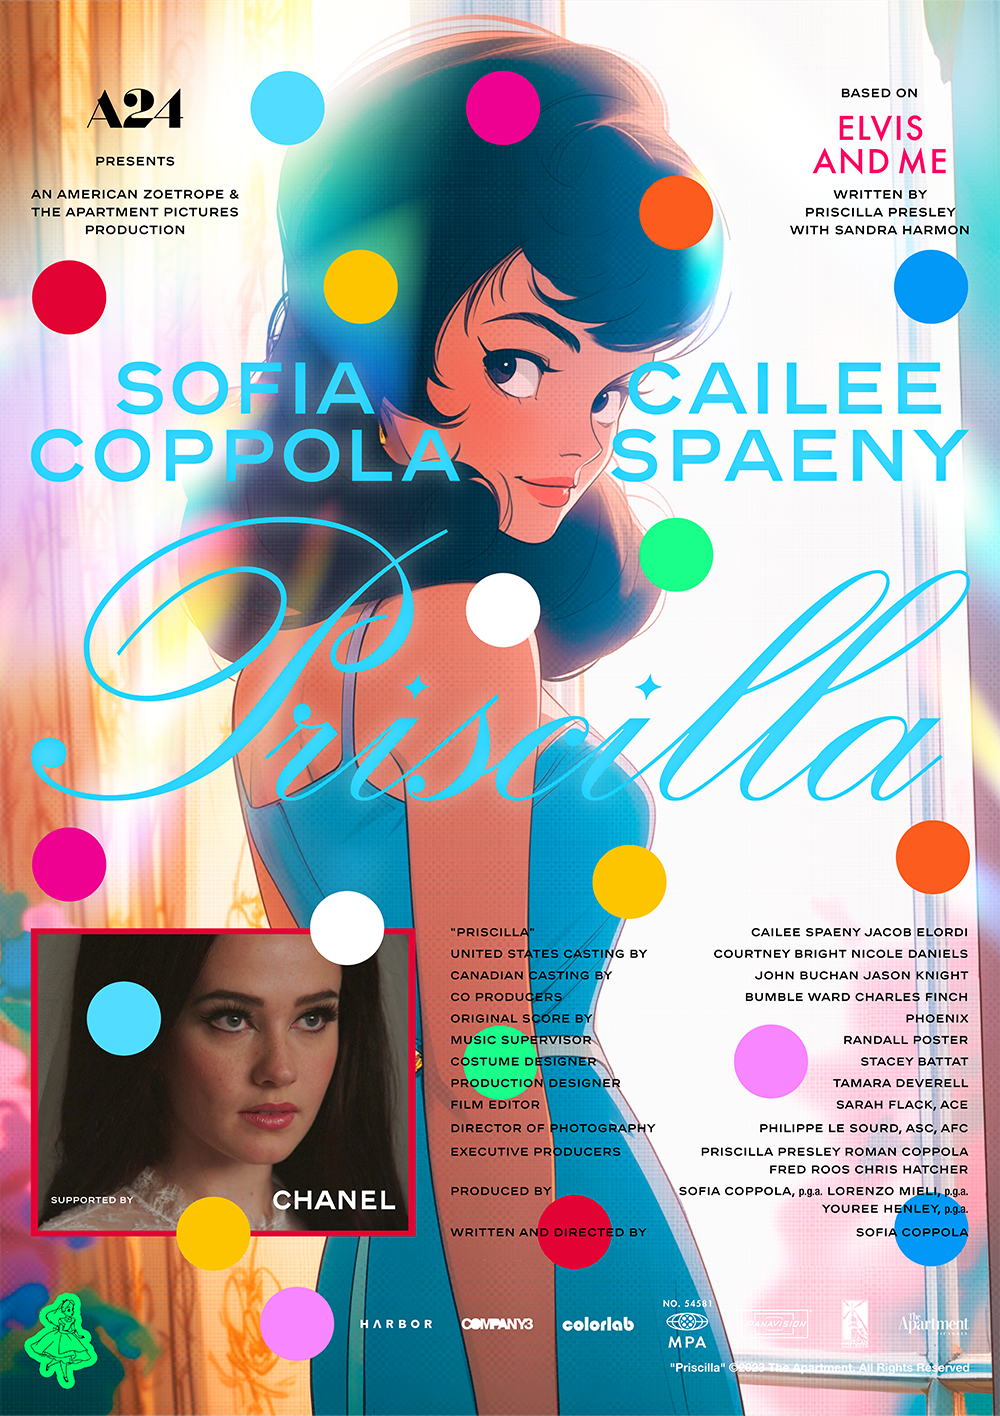 A24
PRESENTS
AN AMERICAN ZOETROPE &
THE APARTMENT PICTURES
PRODUCTION
BASED ON
ELVIS
AND ME
WRITTEN BY
PRISCILLA PRESLEY
WITH SANDRA HARMON
SOFIA
COPPOLA
CAILEE
SPAENY
Priscilla
"PRISCILLA" CAILEE SPAENY JACOB ELORDI
UNITED STATES CASTING BY COURTNEY BRIGHT NICOLE DANIELS
CANADIAN CASTING BY JOHN BUCHAN JASON KNIGHT
CO PRODUCERS BUMBLE WARD CHARLES FINCH
ORIGINAL SCORE BY PHOENIX
MUSIC SUPERVISOR RANDALL POSTER
COSTUME DESIGNER STACEY BATTAT
PRODUCTION DESIGNER TAMARA DEVERELL
FILM EDITOR SARAH FLACK, ACE
DIRECTOR OF PHOTOGRAPHY PHILIPPE LE SOURD, ASC, AFC
EXECUTIVE PRODUCERS PRISCILLA PRESLEY ROMAN COPPOLA
FRED ROOS CHRIS HATCHER
PRODUCED BY SOFIA COPPOLA, p.g.a. LORENZO MIELI, p.g.a.
YOUREE HENLEY, p.g.a.
WRITTEN AND DIRECTED BY SOFIA COPPOLA
SUPPORTED BY CHANEL
HARBOR COMPANY3 colorlab
NO. 54581
MPA
PANAVISION
The Apartment
"Priscilla" ©2023 The Apartment, All Rights Reserved